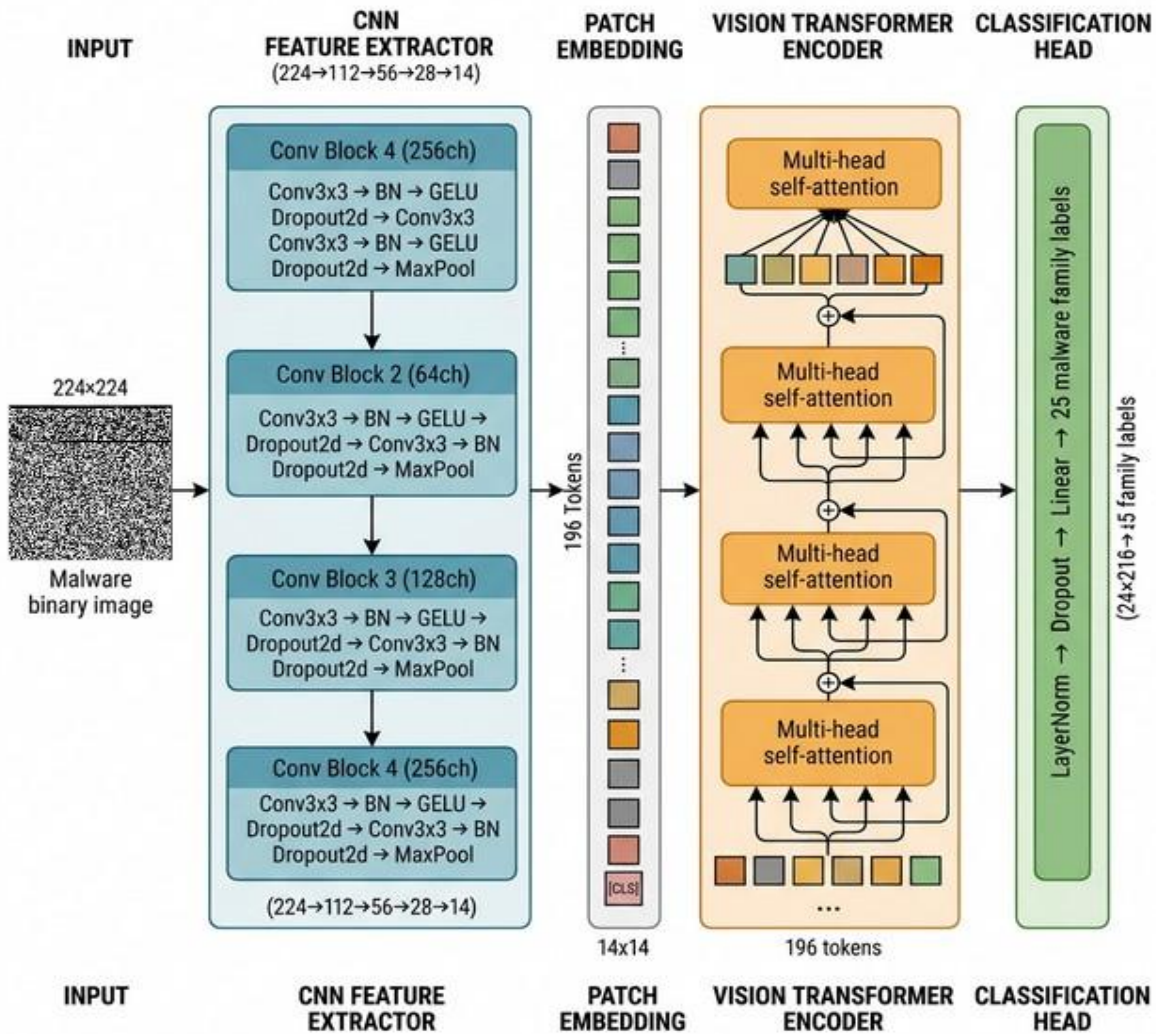 INPUT
CNN
FEATURE EXTRACTOR
(224→112→56→28→14)
PATCH
EMBEDDING
VISION TRANSFORMER
ENCODER
CLASSIFICATION
HEAD
224×224
Malware
binary image
Conv Block 4 (256ch)
Conv3x3 → BN → GELU
Dropout2d → Conv3x3
Conv3x3 → BN → GELU
Dropout2d → MaxPool
Conv Block 2 (64ch)
Conv3x3 → BN → GELU →
Dropout2d → Conv3x3 → BN
Dropout2d → MaxPool
Conv Block 3 (128ch)
Conv3x3 → BN → GELU →
Dropout2d → Conv3x3 → BN
Dropout2d → MaxPool
Conv Block 4 (256ch)
Conv3x3 → BN → GELU →
Dropout2d → Conv3x3 → BN
Dropout2d → MaxPool
(224→112→56→28→14)
196 Tokens
[CLS]
14x14
Multi-head
self-attention
Multi-head
self-attention
Multi-head
self-attention
Multi-head
self-attention
...
196 tokens
LayerNorm → Dropout → Linear → 25 malware family labels
(24×216→ family labels
INPUT
CNN FEATURE
EXTRACTOR
PATCH
EMBEDDING
VISION TRANSFORMER
ENCODER
CLASSIFICATION
HEAD